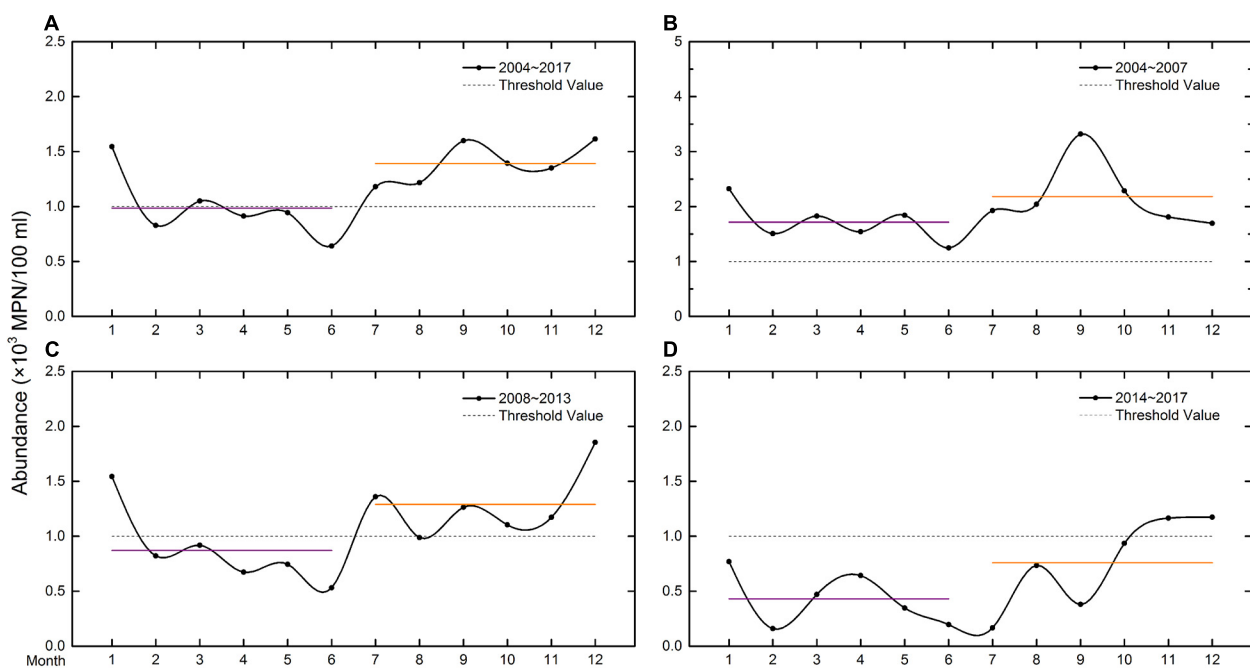 A
2004~2017
Threshold Value
2.5
2.0
1.5
1.0
0.5
0.0
1 2 3 4 5 6 7 8 9 10 11 12
B
2004~2007
Threshold Value
5
4
3
2
1
0
1 2 3 4 5 6 7 8 9 10 11 12
Abundance (×10³ MPN/100 ml)
C
2008~2013
Threshold Value
2.5
2.0
1.5
1.0
0.5
0.0
Month 1 2 3 4 5 6 7 8 9 10 11 12
D
2014~2017
Threshold Value
2.5
2.0
1.5
1.0
0.5
0.0
1 2 3 4 5 6 7 8 9 10 11 12